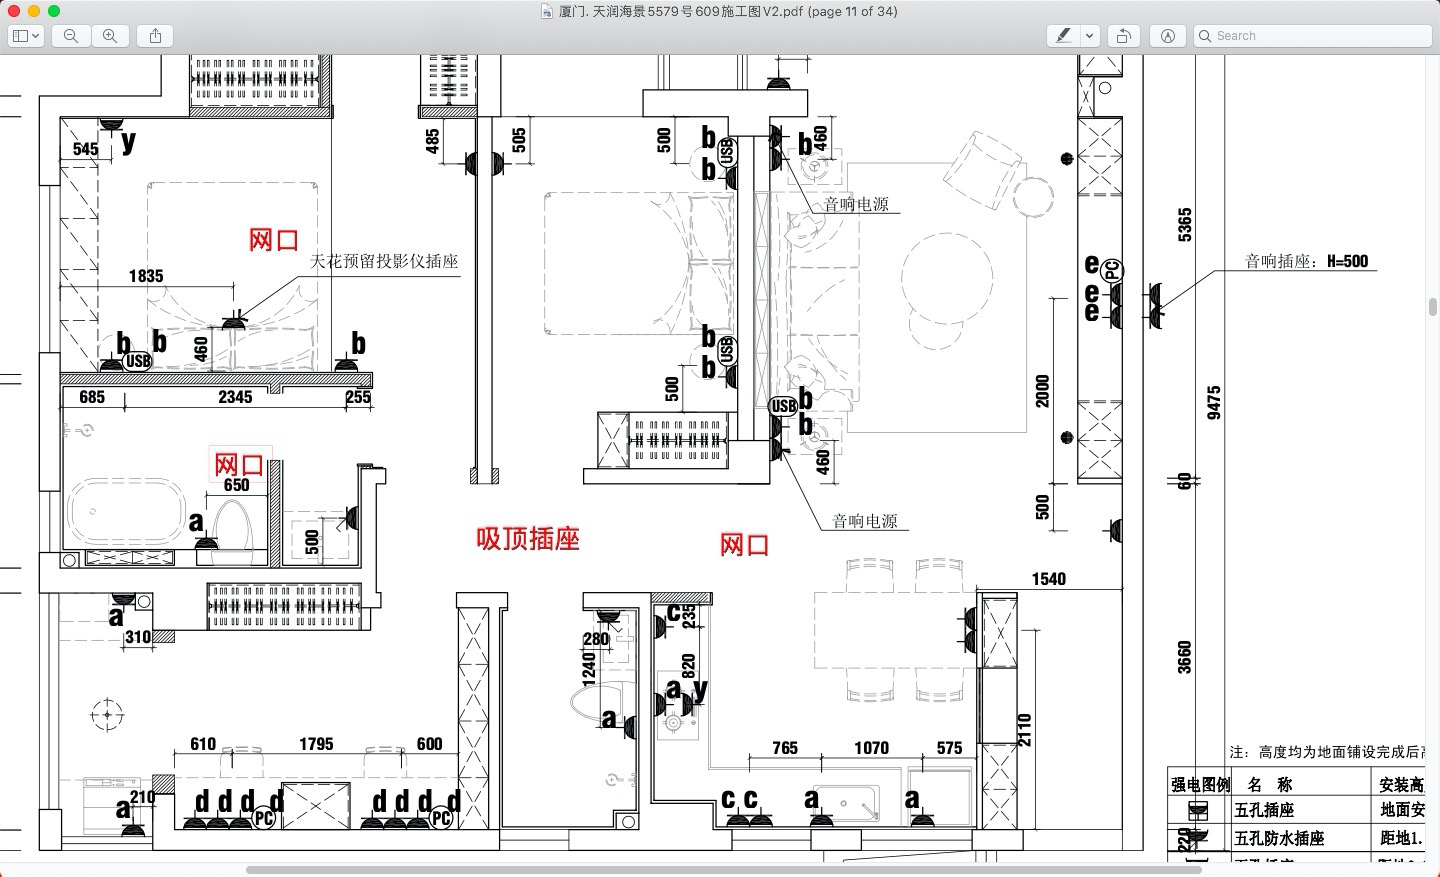 厦门. 天润海景5579号609施工图V2.pdf (page 11 of 34)
Search
545
y
485
505
500
b
USB
b
b
460
音响电源
5365
网口
天花预留投影仪插座
1835
e
PC
e
e
音响插座：H=500
b
USB
b
460
b
b
USB
b
500
2000
9475
685
2345
255
USB
b
b
460
60
网口
650
a
500
500
吸顶插座
网口
音响电源
1540
a
310
c
235
280
1240
820
a
y
a
3660
2110
610
1795
600
765
1070
575
注：高度均为地面铺设完成后高
强电图例
名 称
安装高
a
210
d
d
d
PC
d
d
d
d
PC
d
c
c
a
a
五孔插座
地面安
220
五孔防水插座
距地1.